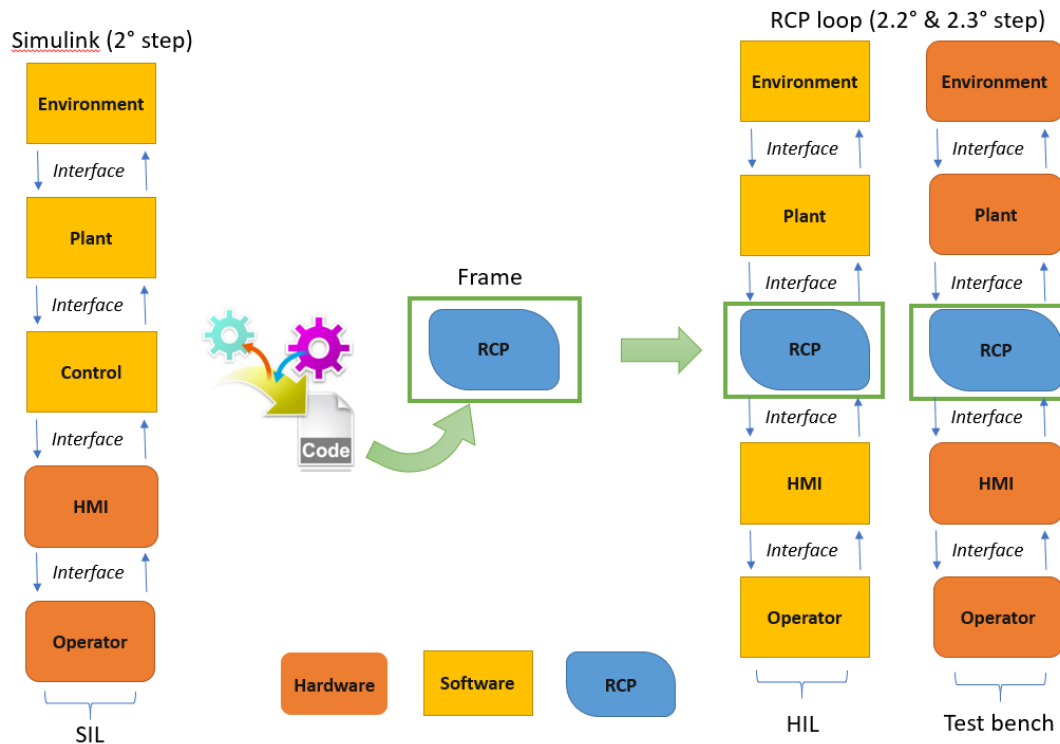 Simulink (2° step)
Environment
Interface
Plant
Interface
Control
Interface
HMI
Interface
Operator
SIL
Code
Frame
RCP
Hardware
Software
RCP
RCP loop (2.2° & 2.3° step)
Environment
Interface
Plant
Interface
RCP
Interface
HMI
Interface
Operator
HIL
Environment
Interface
Plant
Interface
RCP
Interface
HMI
Interface
Operator
Test bench